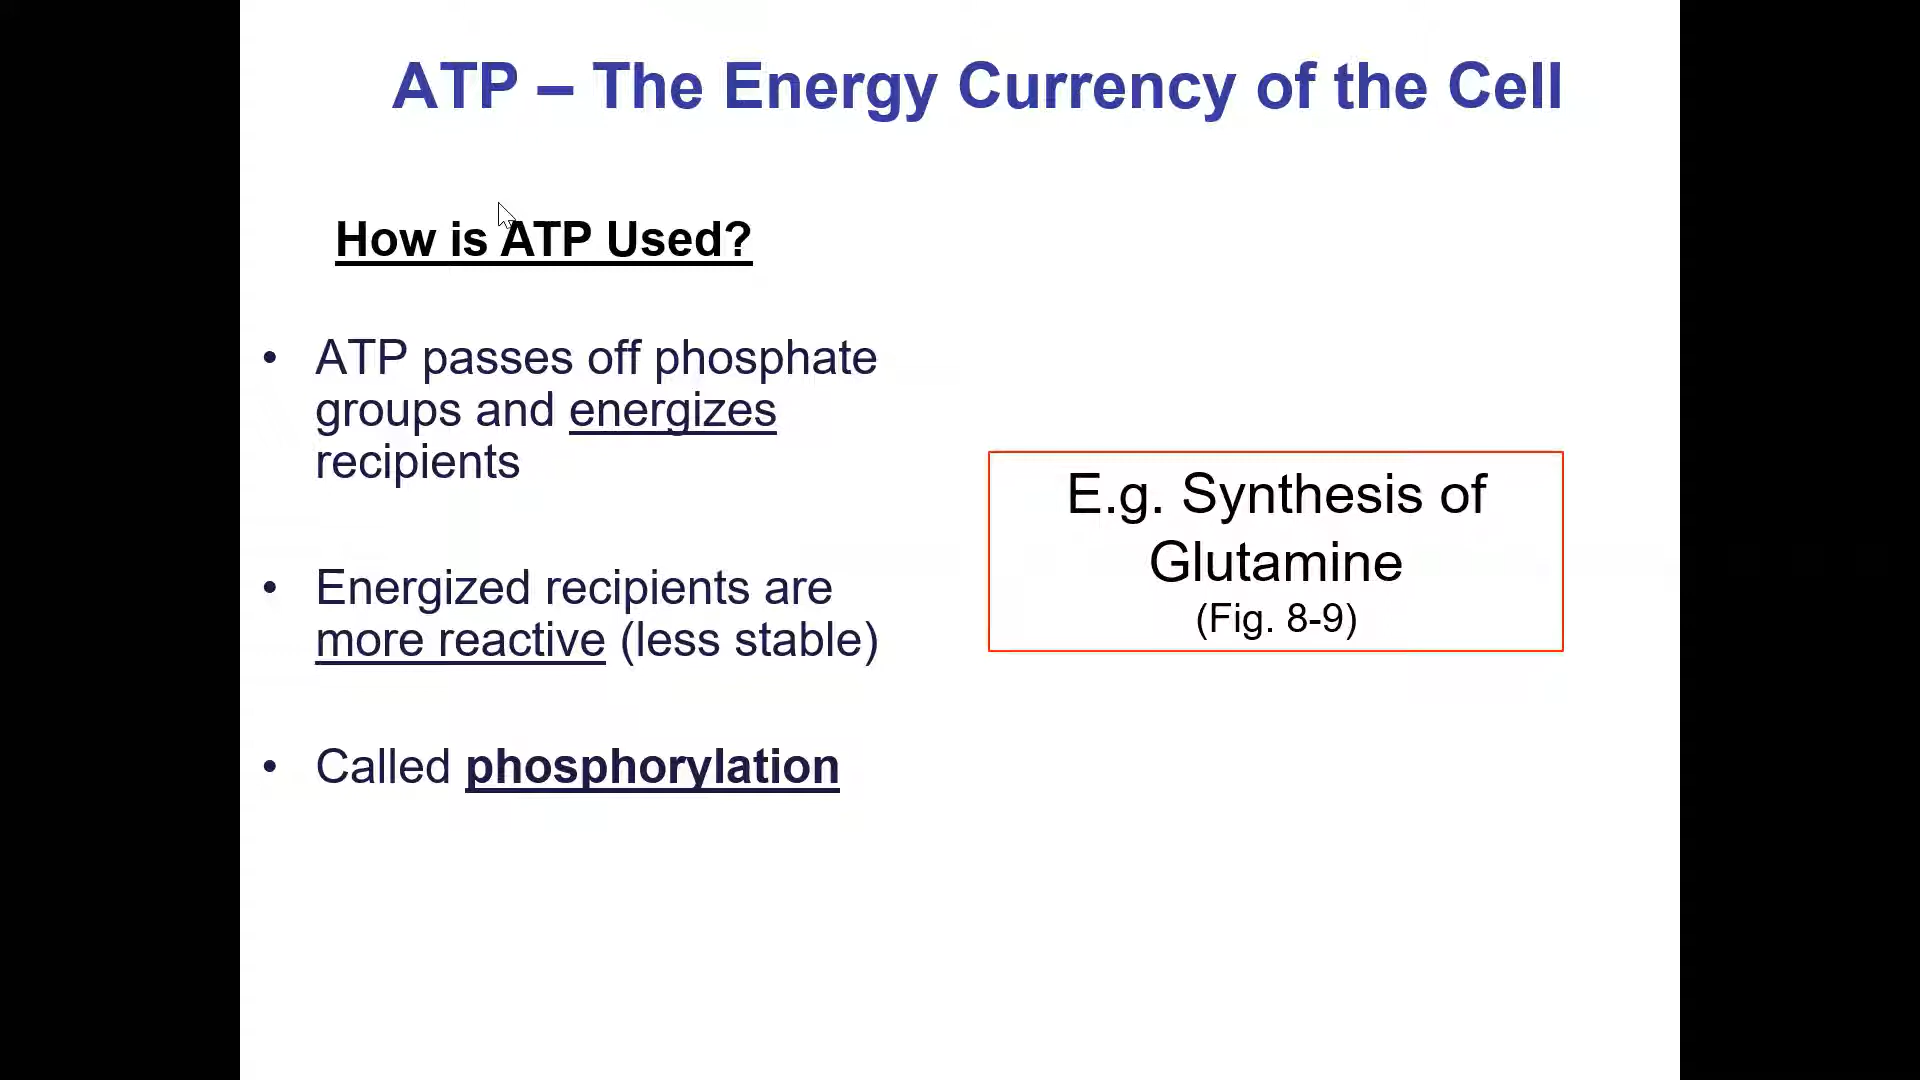 ATP – The Energy Currency of the Cell
How is ATP Used?
• ATP passes off phosphate
groups and energizes
recipients
• Energized recipients are
more reactive (less stable)
• Called phosphorylation
E.g. Synthesis of
Glutamine
(Fig. 8-9)